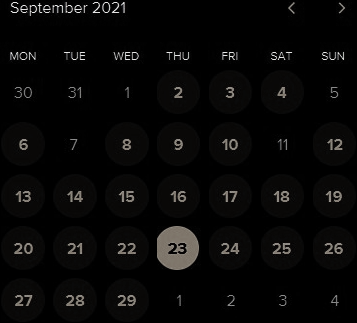 September 2021
MON TUE WED THU FRI SAT SUN
30 31 1 2 3 4 5
6 7 8 9 10 11 12
13 14 15 16 17 18 19
20 21 22 23 24 25 26
27 28 29 1 2 3 4